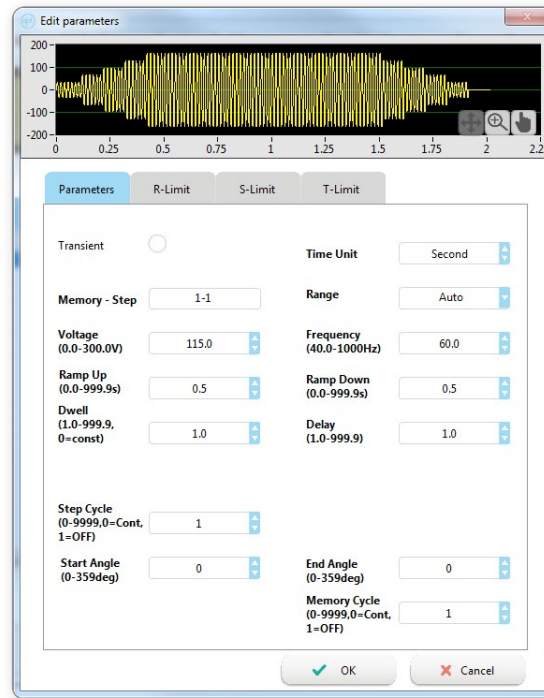 Edit parameters
200
100
0
-100
-200
0 0.25 0.5 0.75 1 1.25 1.5 1.75 2 2.2
Parameters R-Limit S-Limit T-Limit
Transient
Time Unit Second
Memory - Step 1-1
Range Auto
Voltage
(0.0-300.0V) 115.0
Frequency
(40.0-1000Hz) 60.0
Ramp Up
(0.0-999.9s) 0.5
Ramp Down
(0.0-999.9s) 0.5
Dwell
(1.0-999.9,
0=const) 1.0
Delay
(1.0-999.9) 1.0
Step Cycle
(0-9999,0=Cont,
1=OFF) 1
Start Angle
(0-359deg) 0
End Angle
(0-359deg) 0
Memory Cycle
(0-9999,0=Cont,
1=OFF) 1
OK Cancel